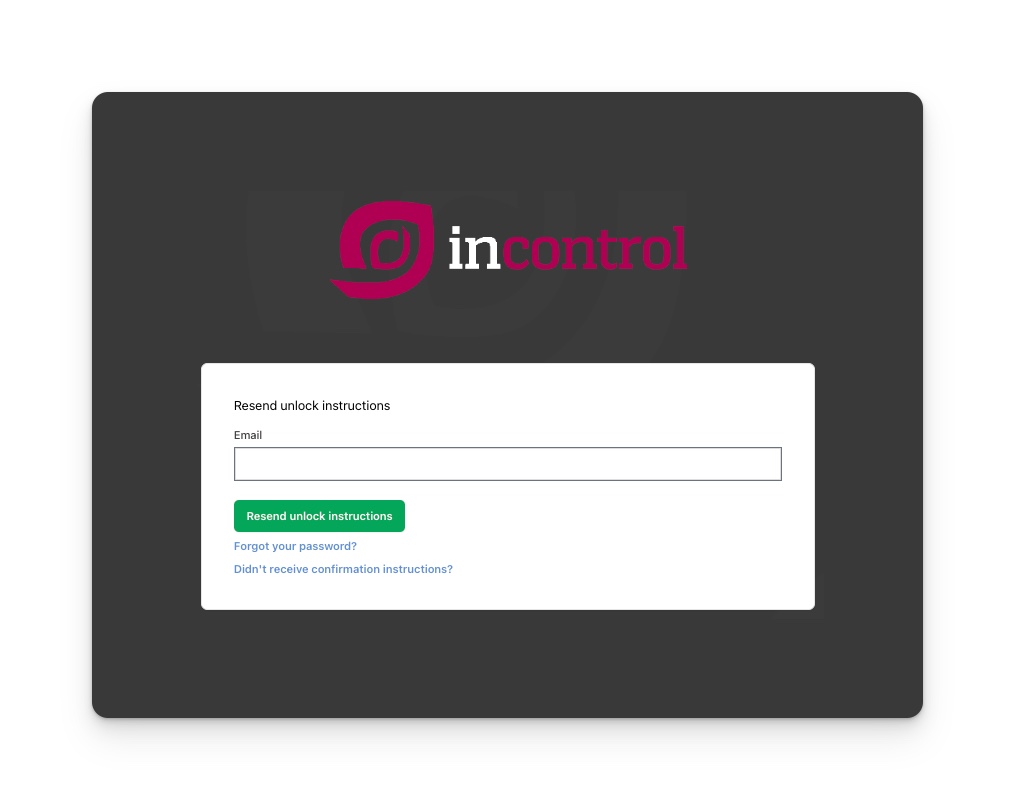 incontrol
Resend unlock instructions
Email
Resend unlock instructions
Forgot your password?
Didn't receive confirmation instructions?